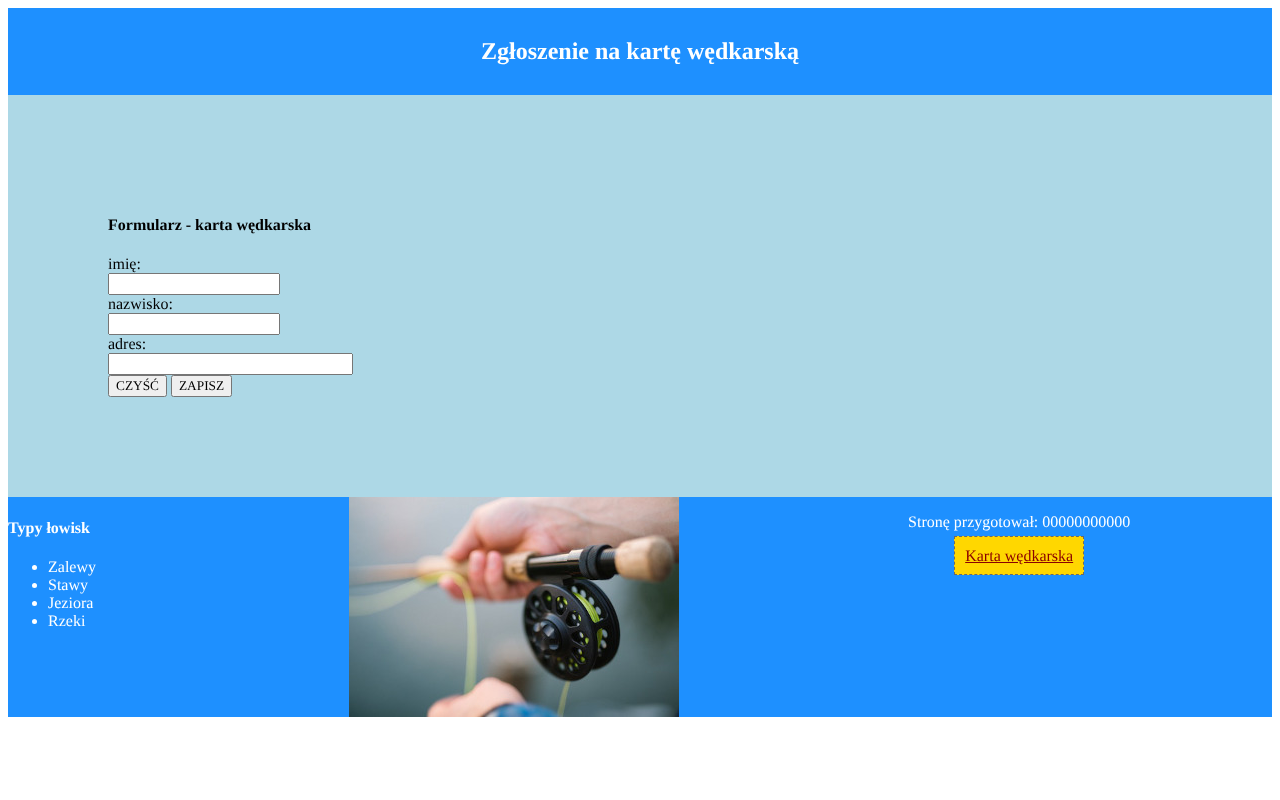 Zgłoszenie na kartę wędkarską
Formularz - karta wędkarska
imię:
nazwisko:
adres:
CZYŚĆ ZAPISZ
Typy łowisk
Zalewy
Stawy
Jeziora
Rzeki
Stronę przygotował: 00000000000
Karta wędkarska